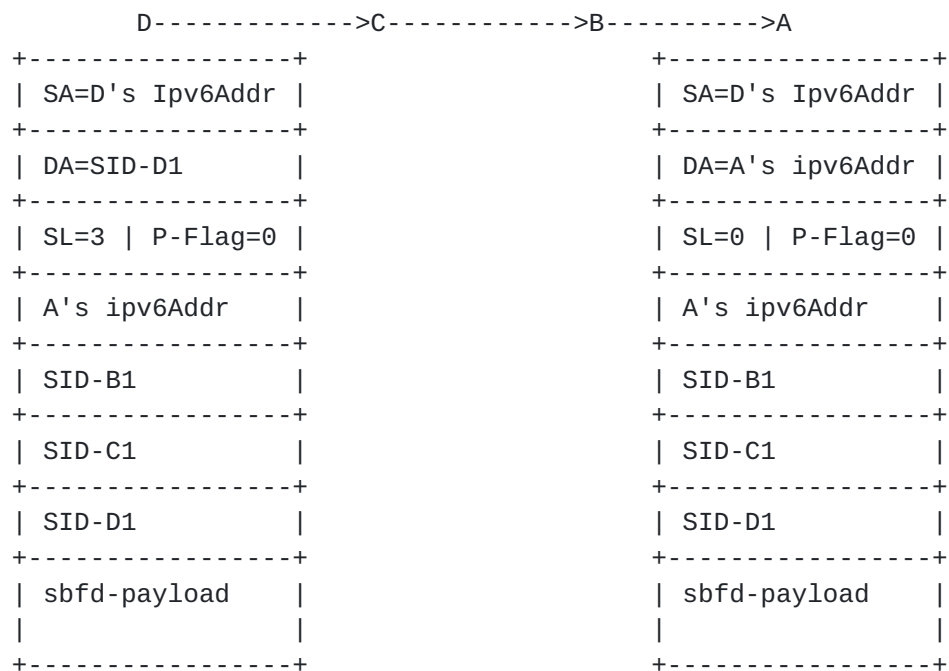 D------------->C------------>B---------->A
+-----------------+ +-----------------+
| SA=D's Ipv6Addr | | SA=D's Ipv6Addr |
+-----------------+ +-----------------+
| DA=SID-D1 | | DA=A's ipv6Addr |
+-----------------+ +-----------------+
| SL=3 | P-Flag=0 | | SL=0 | P-Flag=0 |
+-----------------+ +-----------------+
| A's ipv6Addr | | A's ipv6Addr |
+-----------------+ +-----------------+
| SID-B1 | | SID-B1 |
+-----------------+ +-----------------+
| SID-C1 | | SID-C1 |
+-----------------+ +-----------------+
| SID-D1 | | SID-D1 |
+-----------------+ +-----------------+
| sbfd-payload | | sbfd-payload |
| | | |
+-----------------+ +-----------------+